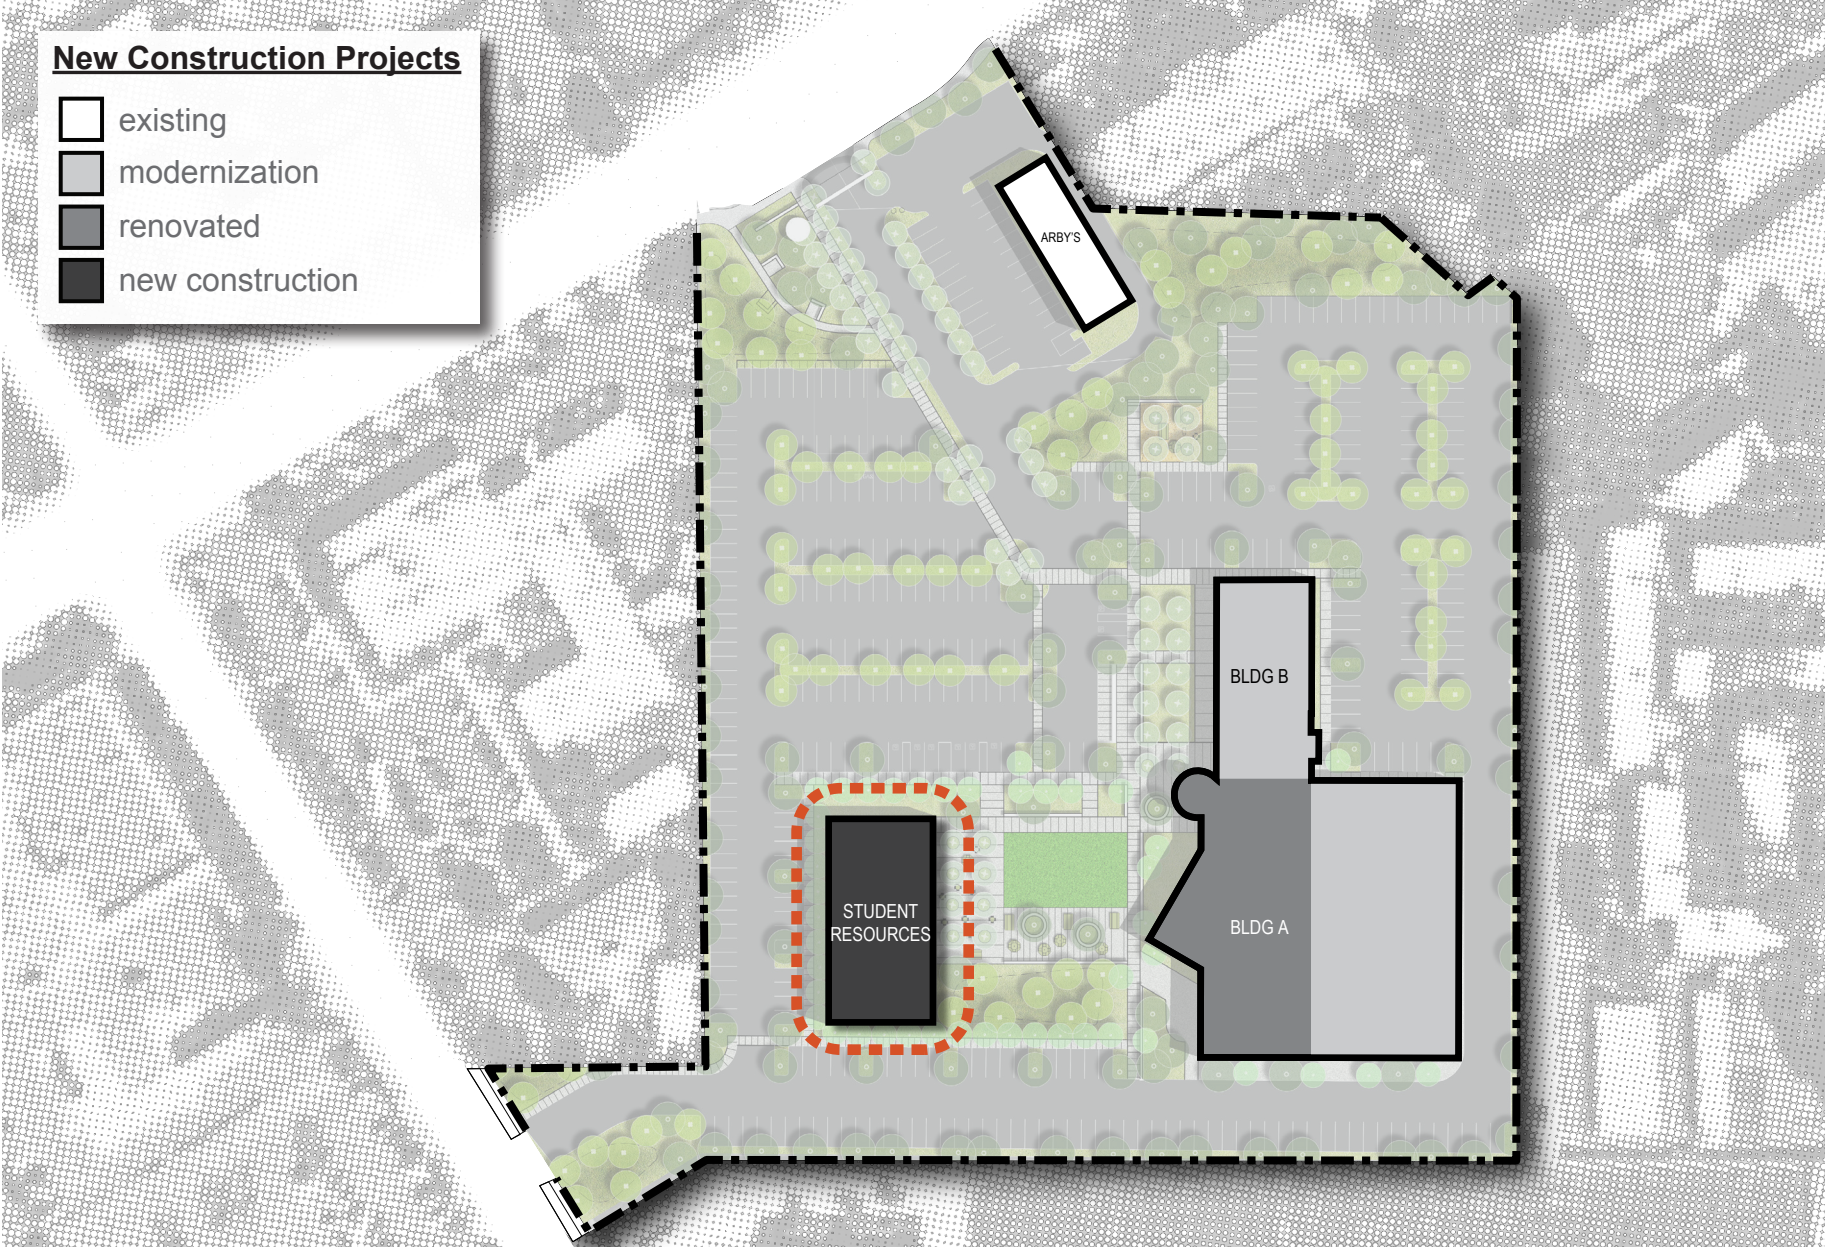 New Construction Projects
existing
modernization
renovated
new construction
ARBY'S
BLDG B
STUDENT
RESOURCES
BLDG A